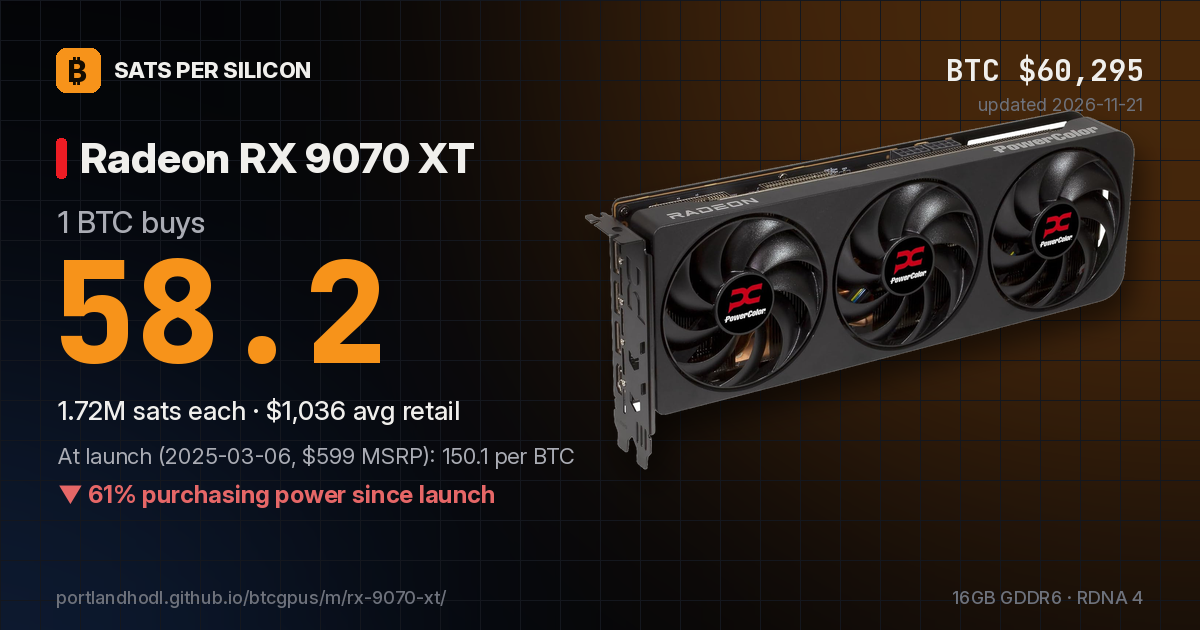 SATS PER SILICON
BTC $60,295
updated 2026-11-21
Radeon RX 9070 XT
1 BTC buys
58.2
1.72M sats each · $1,036 avg retail
At launch (2025-03-06, $599 MSRP): 150.1 per BTC
▼ 61% purchasing power since launch
RADEON
PowerColor
PowerColor
PowerColor
PowerColor
portlandhodl.github.io/btcgpus/m/rx-9070-xt/
16GB GDDR6 · RDNA 4